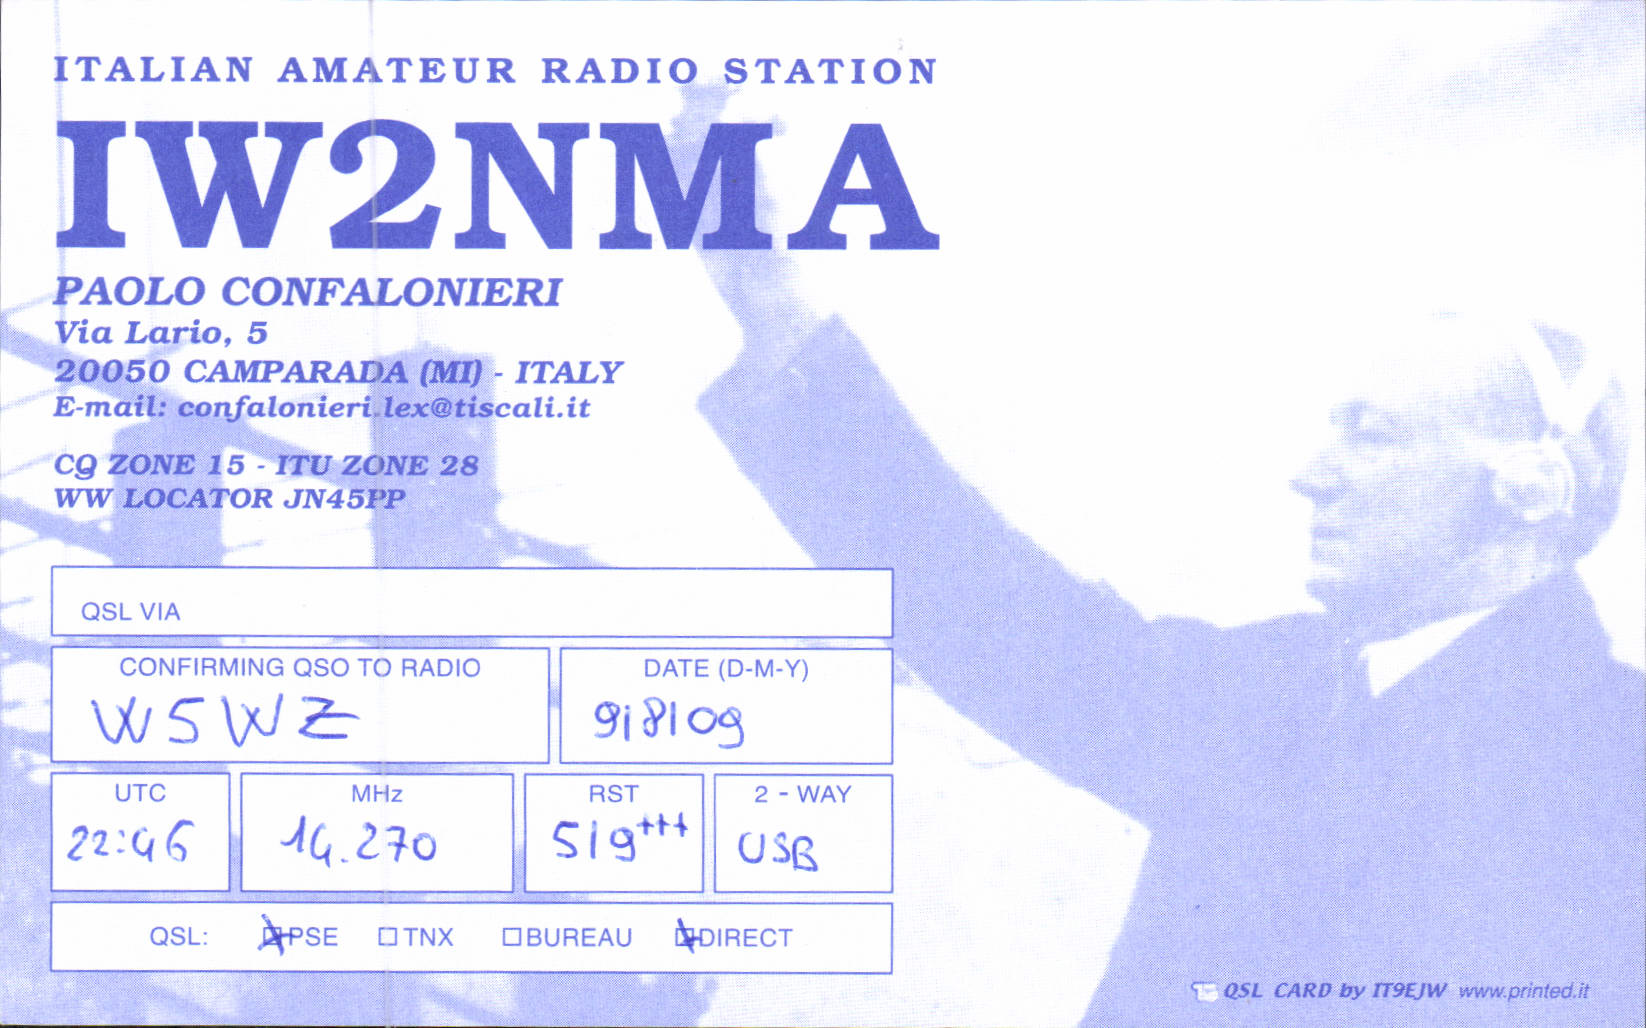 ITALIAN AMATEUR RADIO STATION
IW2NMA
PAOLO CONFALONIERI
Via Lario, 5
20050 CAMPARADA (MI) - ITALY
E-mail: confalonieri.lex@tiscali.it
CQ ZONE 15 - ITU ZONE 28
WW LOCATOR JN45PP
QSL VIA
CONFIRMING QSO TO RADIO
W5WZ
DATE (D-M-Y)
9/8/09
UTC
22:46
MHz
14.270
RST
5/9+++
2 - WAY
USB
QSL: PSE TNX BUREAU DIRECT
QSL CARD by IT9EJW www.printed.it